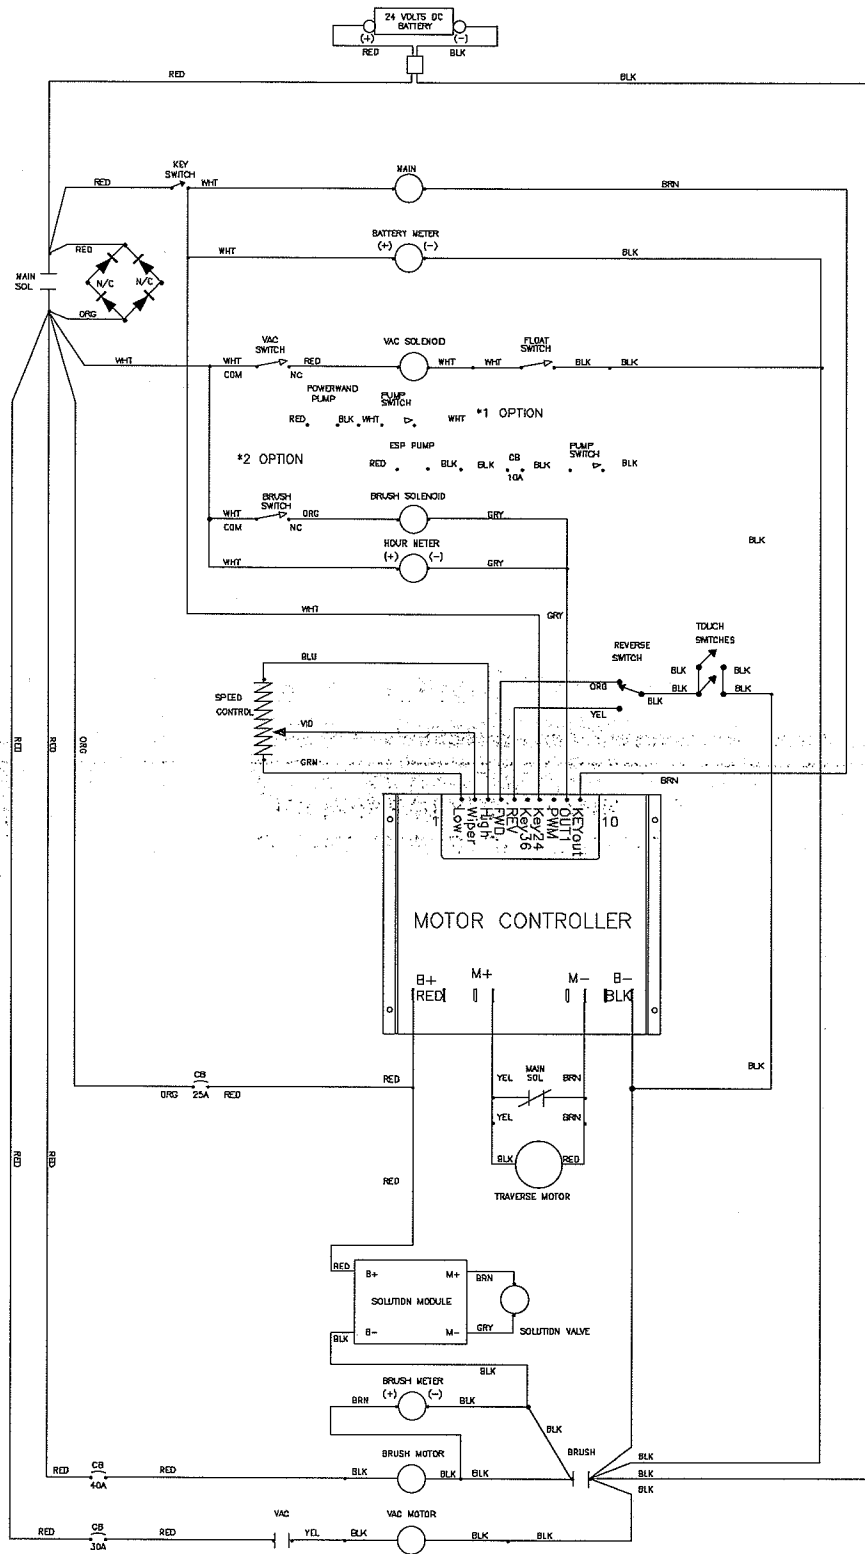 24 VOLTS DC
BATTERY
(+) (-)
RED BLK
RED BLK
KEY
SWITCH
RED WHT MAIN BRN
BATTERY METER
(+) (-)
WHT BLK
RED
MAIN
SOL
N/C N/C
ORG
VAC
SWITCH
VAC SOLENOID
FLOAT
SWITCH
WHT WHT RED WHT WHT BLK BLK
COM NC
POWERWAND
PUMP
PUMP
SWITCH
RED BLK WHT WHT *1 OPTION
*2 OPTION
ESP PUMP
CB
10A
PUMP
SWITCH
RED BLK BLK BLK BLK
BRUSH
SWITCH
BRUSH SOLENOID
WHT ORG GRY
COM NC
BLK
HOUR METER
(+) (-)
WHT GRY
WHT GRY
REVERSE
SWITCH
TOUCH
SWITCHES
BLU
BLK BLK
ORG BLK BLK
BLK
YEL
SPEED
CONTROL
VIO
GRN
RED RED ORG
BRN
1 10
Low
Wiper
High
FWD
REV
Key36
Key24
PWM
OUT1
KEYout
MOTOR CONTROLLER
B+ M+ M- B-
RED BLK
RED
YEL MAIN
SOL BRN
BLK
CB
ORG 25A RED
YEL BRN
BLK RED
TRAVERSE MOTOR
RED RED
RED
RED
B+ M+
BRN
SOLUTION MODULE
B- M-
BLK GRY
SOLUTION VALVE
BLK
BRUSH METER
(+) (-)
BRN BLK
BLK
BRUSH MOTOR
BRUSH
BLK
RED CB
40A RED BLK BLK BLK BLK
BLK
VAC
VAC MOTOR
RED CB
30A RED YEL BLK BLK BLK